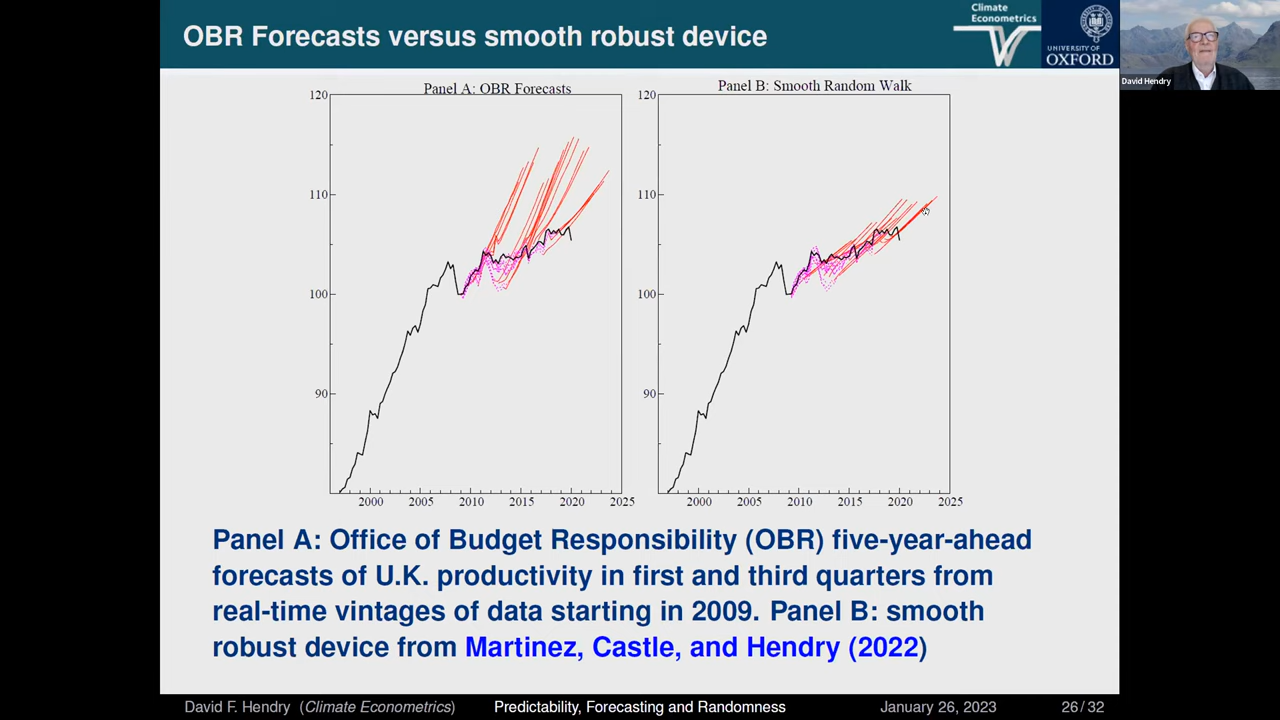 OBR Forecasts versus smooth robust device
Climate
Econometrics
UNIVERSITY OF
OXFORD
David Hendry
Panel A: OBR Forecasts
Panel B: Smooth Random Walk
120
110
100
90
2000 2005 2010 2015 2020 2025
120
110
100
90
2000 2005 2010 2015 2020 2025
Panel A: Office of Budget Responsibility (OBR) five-year-ahead
forecasts of U.K. productivity in first and third quarters from
real-time vintages of data starting in 2009. Panel B: smooth
robust device from Martinez, Castle, and Hendry (2022)
David F. Hendry (Climate Econometrics) Predictability, Forecasting and Randomness January 26, 2023 26 / 32